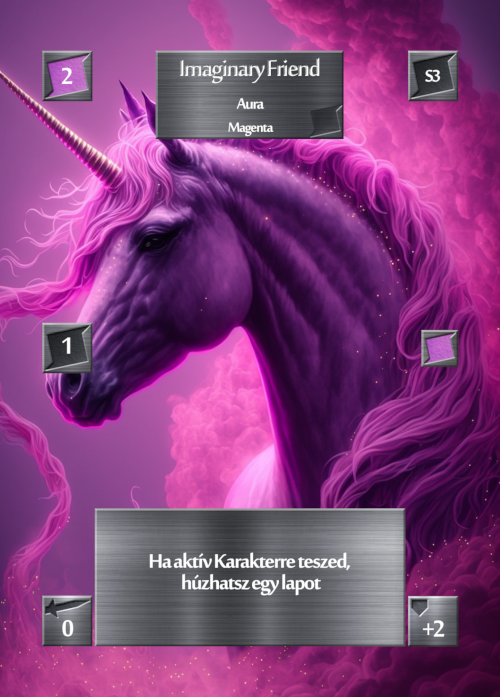 2
Imaginary Friend
S3
Aura
Magenta
1
Ha aktív Karakterre teszed,
húzhatsz egy lapot
0
+2